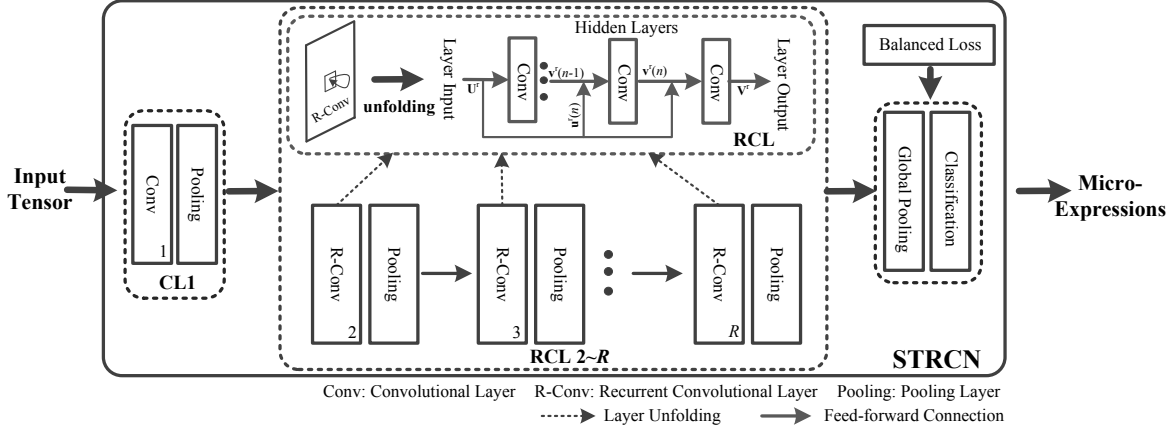 Input
Tensor
Conv
1
Pooling
CL1
R-Conv
unfolding
Layer Input
Hidden Layers
U^r
Conv
v^r(n-1)
u^r(n)
Conv
v^r(n)
Conv
V^r
Layer Output
RCL
R-Conv
2
Pooling
R-Conv
3
Pooling
R-Conv
R
Pooling
RCL 2~R
Balanced Loss
Global Pooling
Classification
STRCN
Micro-
Expressions
Conv: Convolutional Layer R-Conv: Recurrent Convolutional Layer Pooling: Pooling Layer
Layer Unfolding Feed-forward Connection